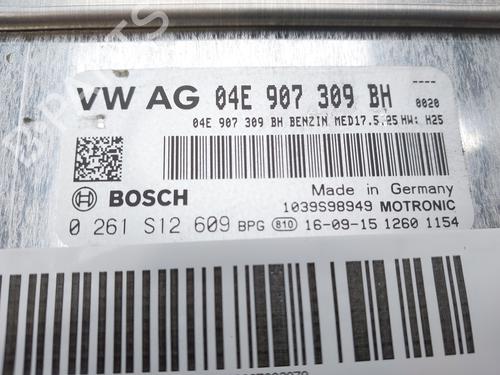 VW AG 04E 907 309 BH 0020
04E 907 309 BH BENZIN MED17.5.25 HW: H25
BOSCH
Made in Germany
1039S98949 MOTRONIC
0 261 S12 609 BPG 810 16-09-15 1260 1154